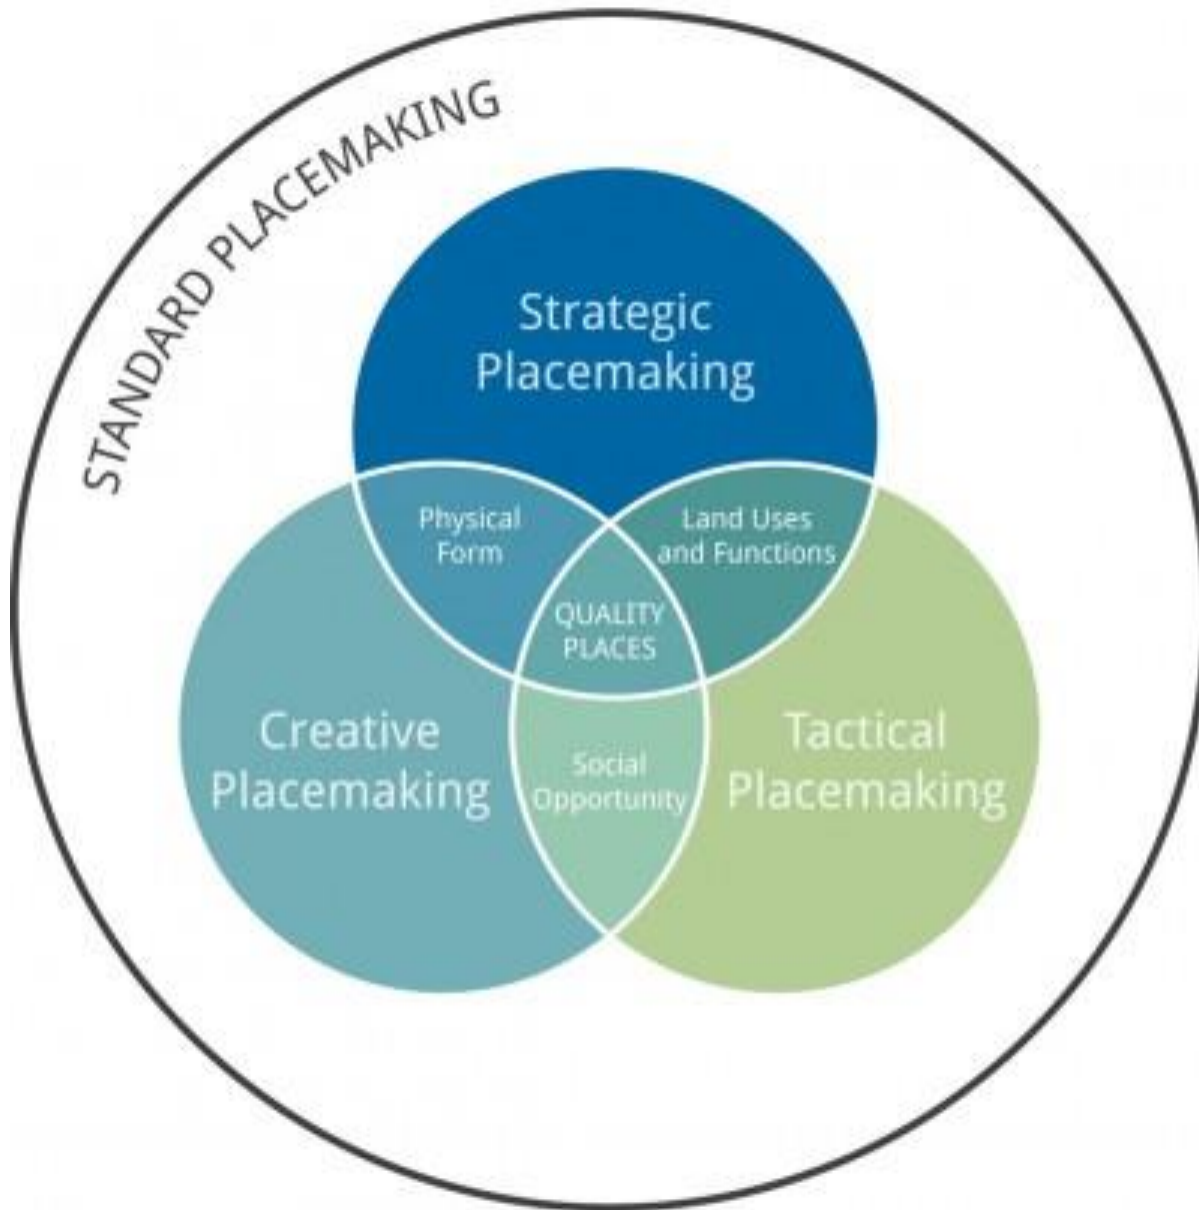 STANDARD PLACEMAKING
Strategic
Placemaking
Physical
Form
Land Uses
and Functions
QUALITY
PLACES
Creative
Placemaking
Social
Opportunity
Tactical
Placemaking